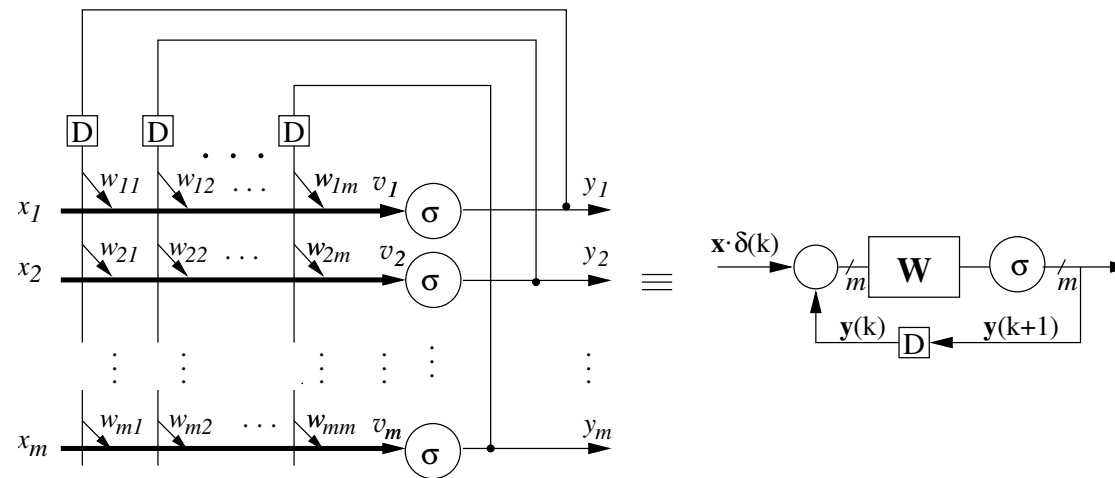 D D D
. . .
w11 w12 . . . w1m v1 y1
x1 σ
w21 w22 . . . w2m v2 y2
x2 σ
≡
x·δ(k)
m W σ m
y(k) D y(k+1)
wm1 wm2 . . . wmm vm ym
xm σ